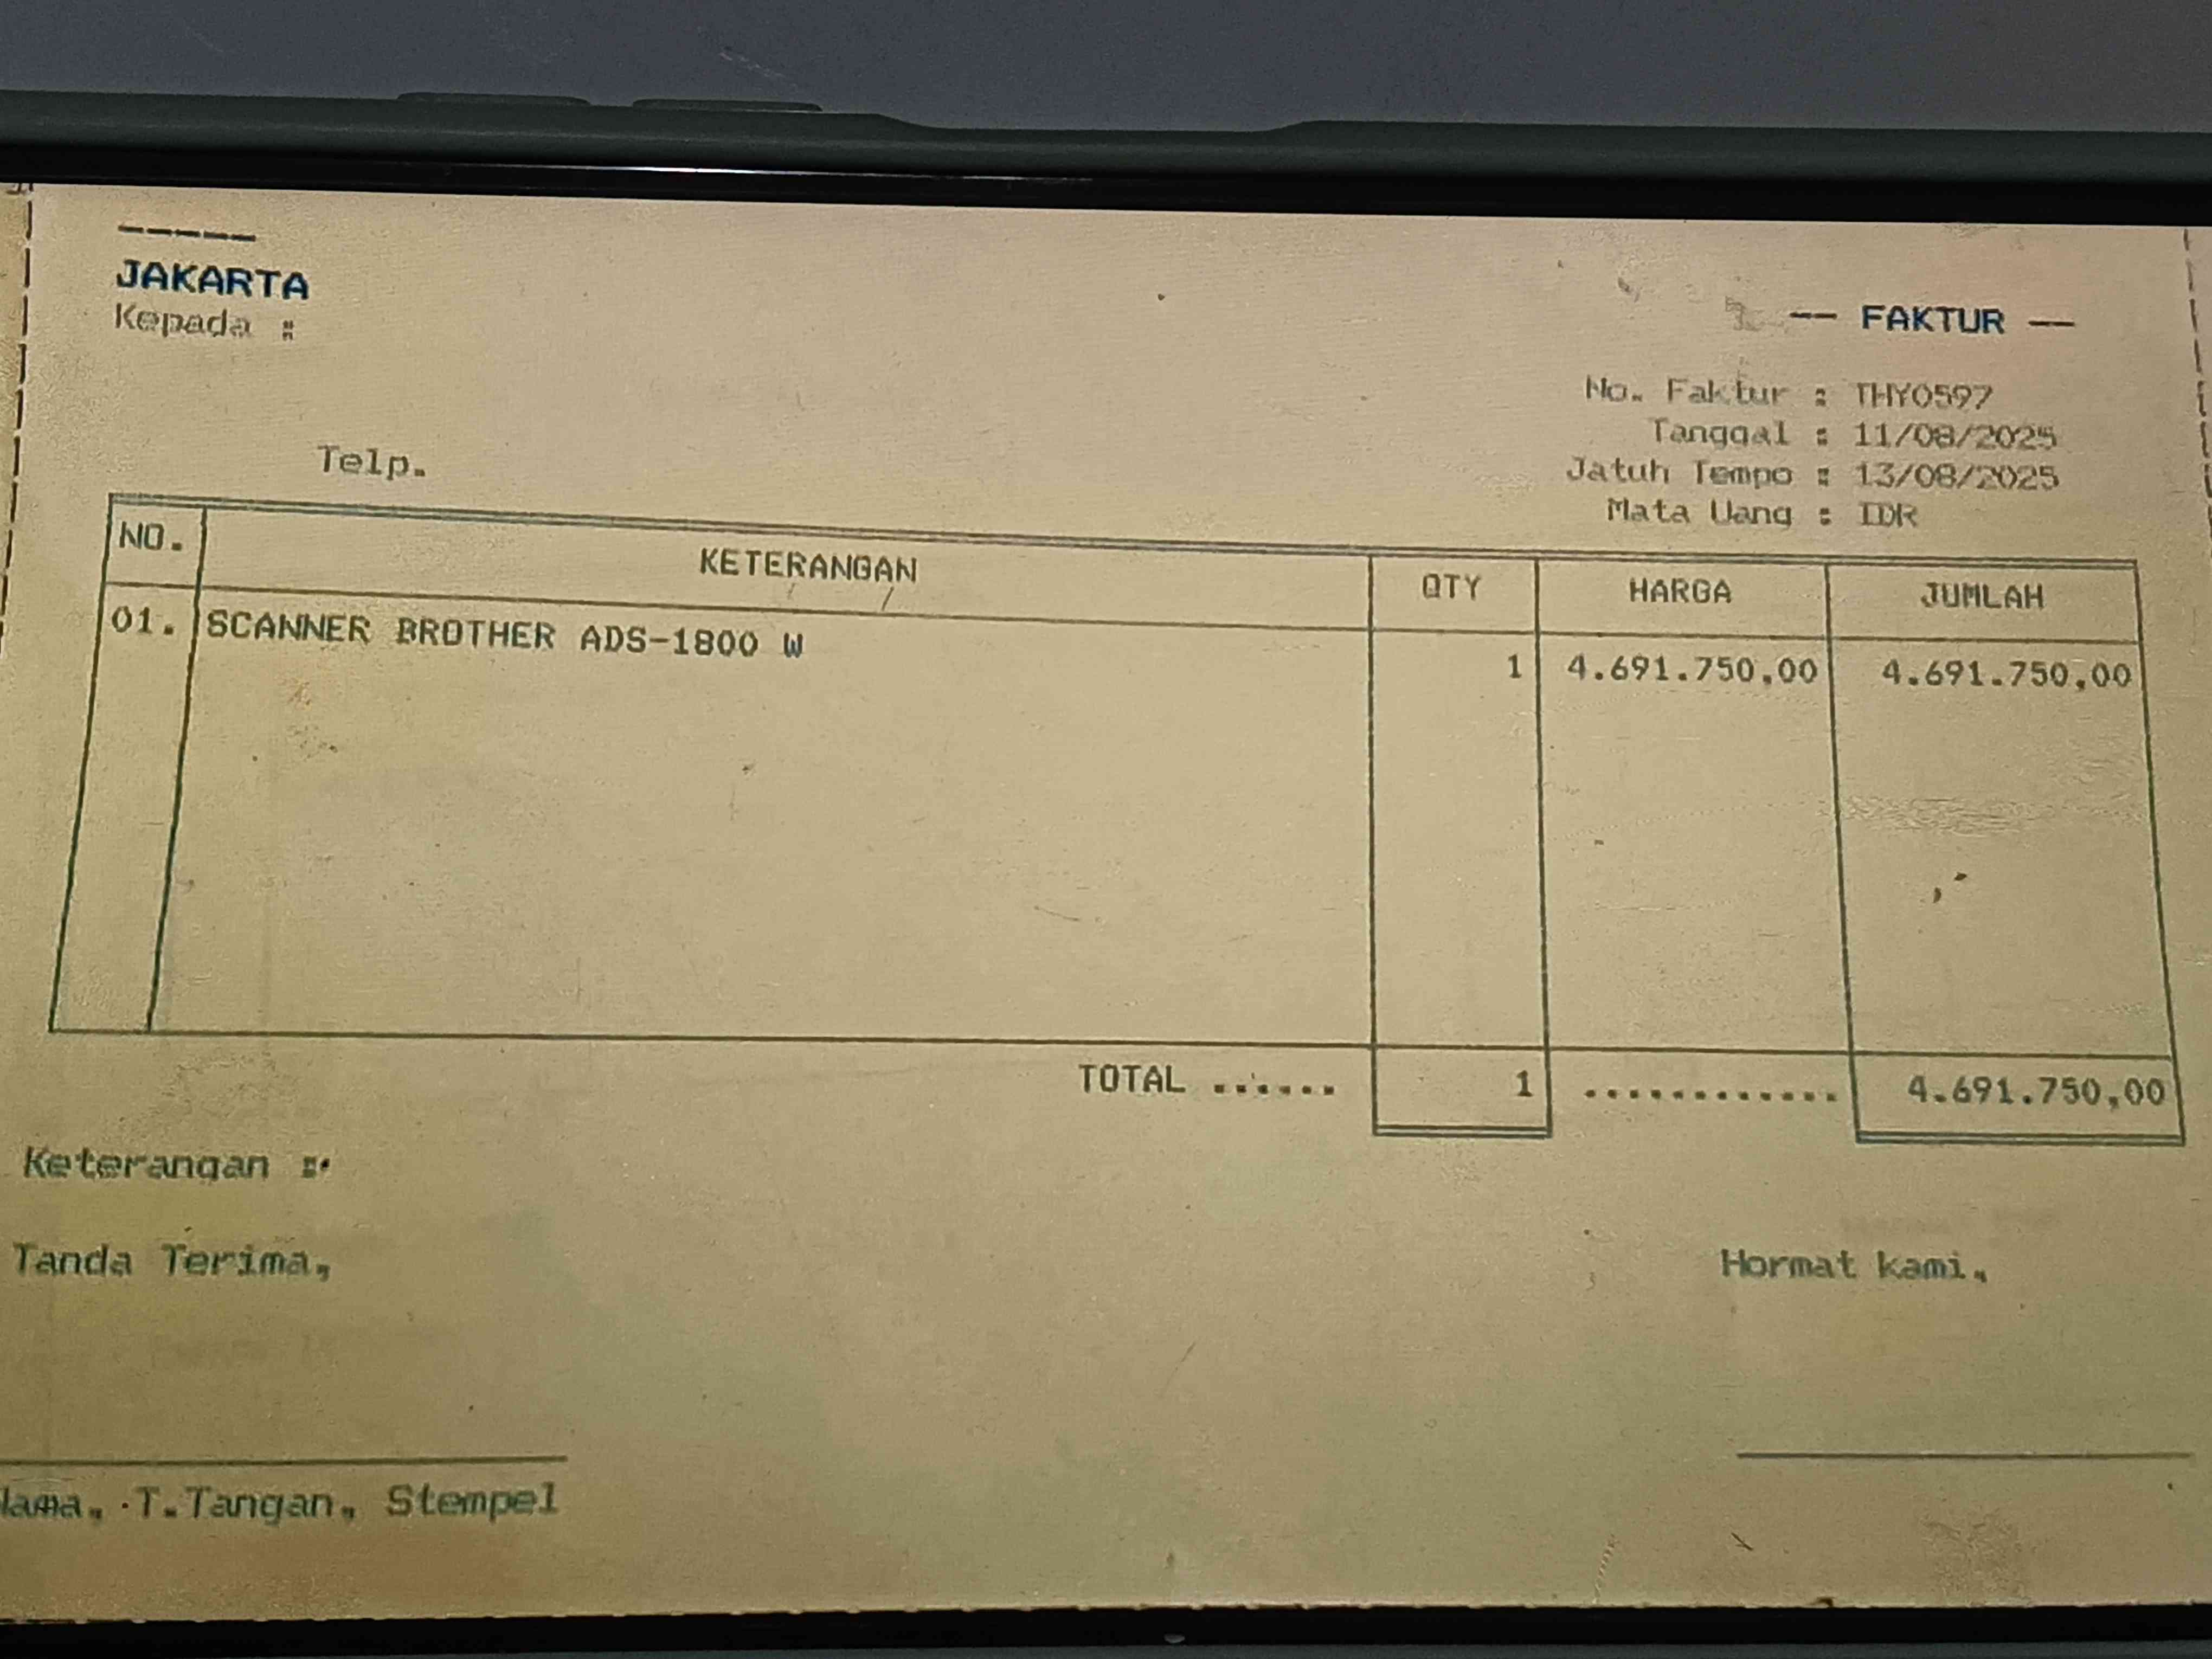 -----
JAKARTA
Kepada :
-- FAKTUR --
No. Faktur : THY0597
Tanggal : 11/08/2025
Jatuh Tempo : 13/08/2025
Mata Uang : IDR
Telp.
NO. KETERANGAN QTY HARGA JUMLAH
01. SCANNER BROTHER ADS-1800 W 1 4.691.750,00 4.691.750,00
TOTAL ...... 1 ............ 4.691.750,00
Keterangan :
Tanda Terima,
Hormat kami,
T.Tangan, Stempel